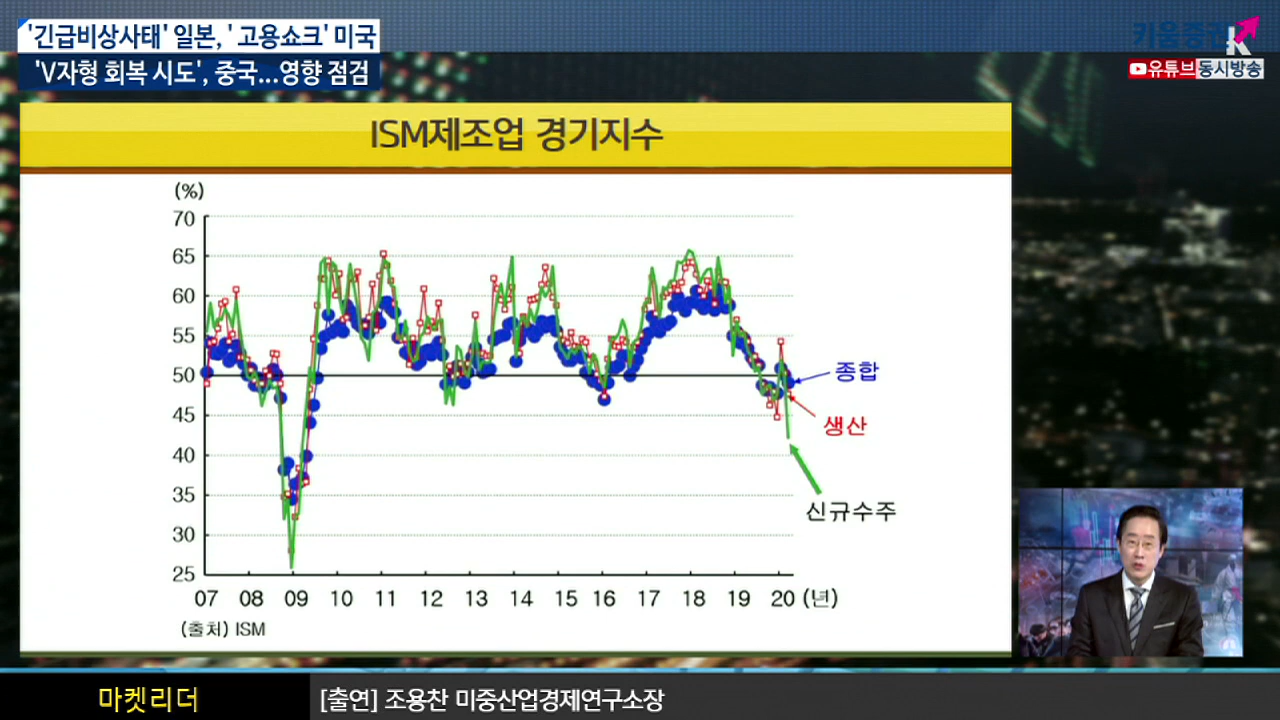 '긴급비상사태' 일본, '고용쇼크' 미국
'V자형 회복 시도', 중국...영향 점검
키움증권
유튜브 동시방송
ISM제조업 경기지수
(%)
70
65
60
55
50
45
40
35
30
25
종합
생산
신규수주
07 08 09 10 11 12 13 14 15 16 17 18 19 20 (년)
(출처) ISM
마켓리더
[출연] 조용찬 미중산업경제연구소장